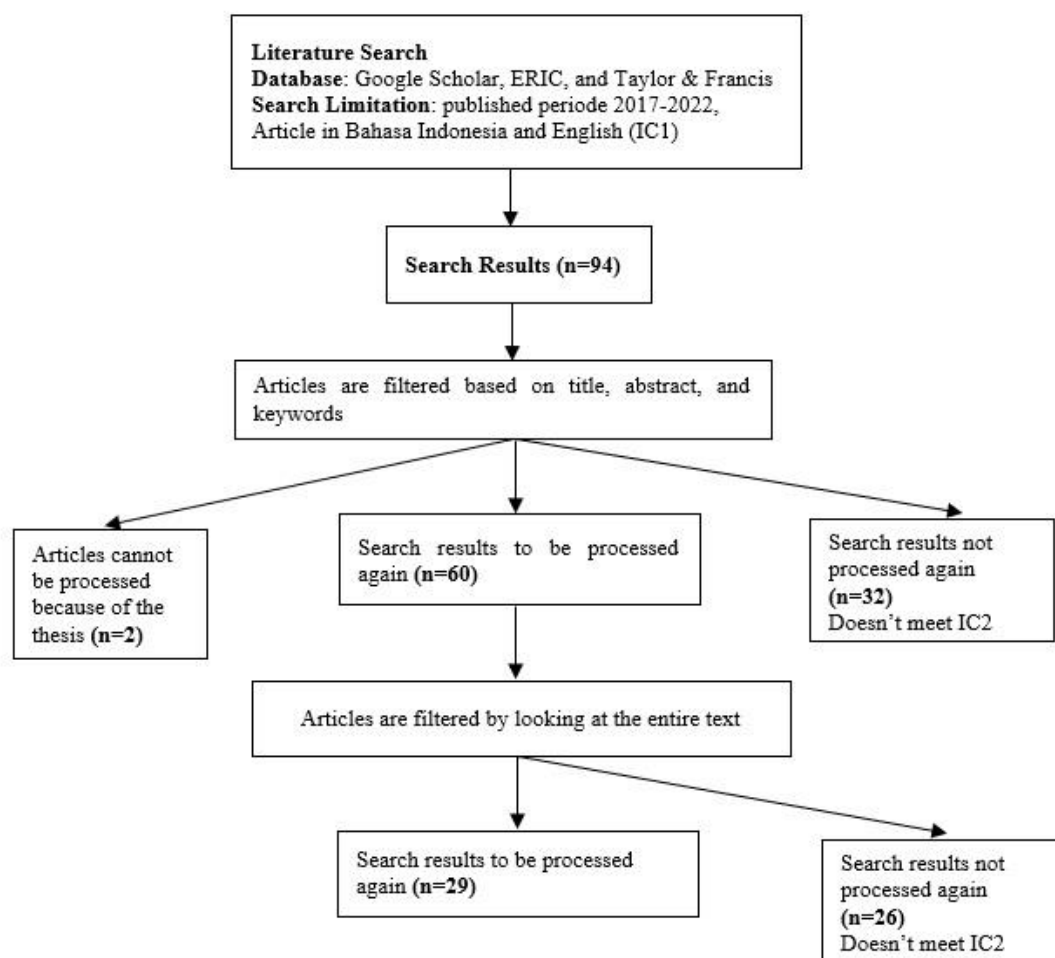 Literature Search
Database: Google Scholar, ERIC, and Taylor & Francis
Search Limitation: published periode 2017-2022,
Article in Bahasa Indonesia and English (IC1)
Search Results (n=94)
Articles are filtered based on title, abstract, and
keywords
Articles cannot
be processed
because of the
thesis (n=2)
Search results to be processed
again (n=60)
Search results not
processed again
(n=32)
Doesn’t meet IC2
Articles are filtered by looking at the entire text
Search results to be processed
again (n=29)
Search results not
processed again
(n=26)
Doesn’t meet IC2